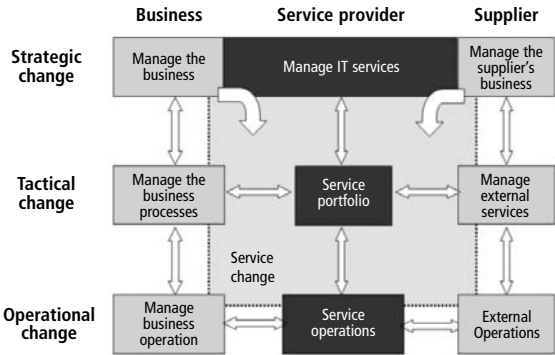 Business Service provider Supplier
Strategic
change
Manage the
business
Manage IT services
Manage the
supplier's
business
Tactical
change
Manage the
business
processes
Service
portfolio
Manage
external
services
Service
change
Operational
change
Manage
business
operation
Service
operations
External
Operations